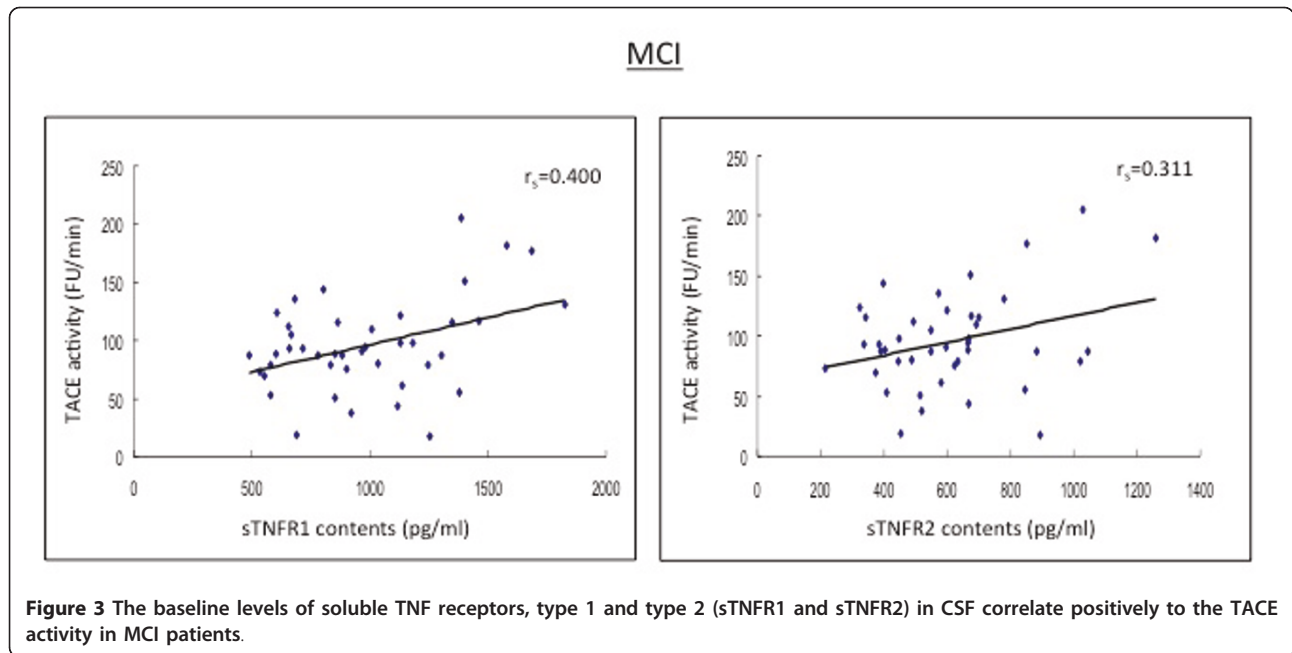 MCI
250
200
150
100
50
0
TACE activity (FU/min)
rs=0.400
0 500 1000 1500 2000
sTNFR1 contents (pg/ml)
250
200
150
100
50
0
TACE activity (FU/min)
rs=0.311
0 200 400 600 800 1000 1200 1400
sTNFR2 contents (pg/ml)
Figure 3 The baseline levels of soluble TNF receptors, type 1 and type 2 (sTNFR1 and sTNFR2) in CSF correlate positively to the TACE
activity in MCI patients.